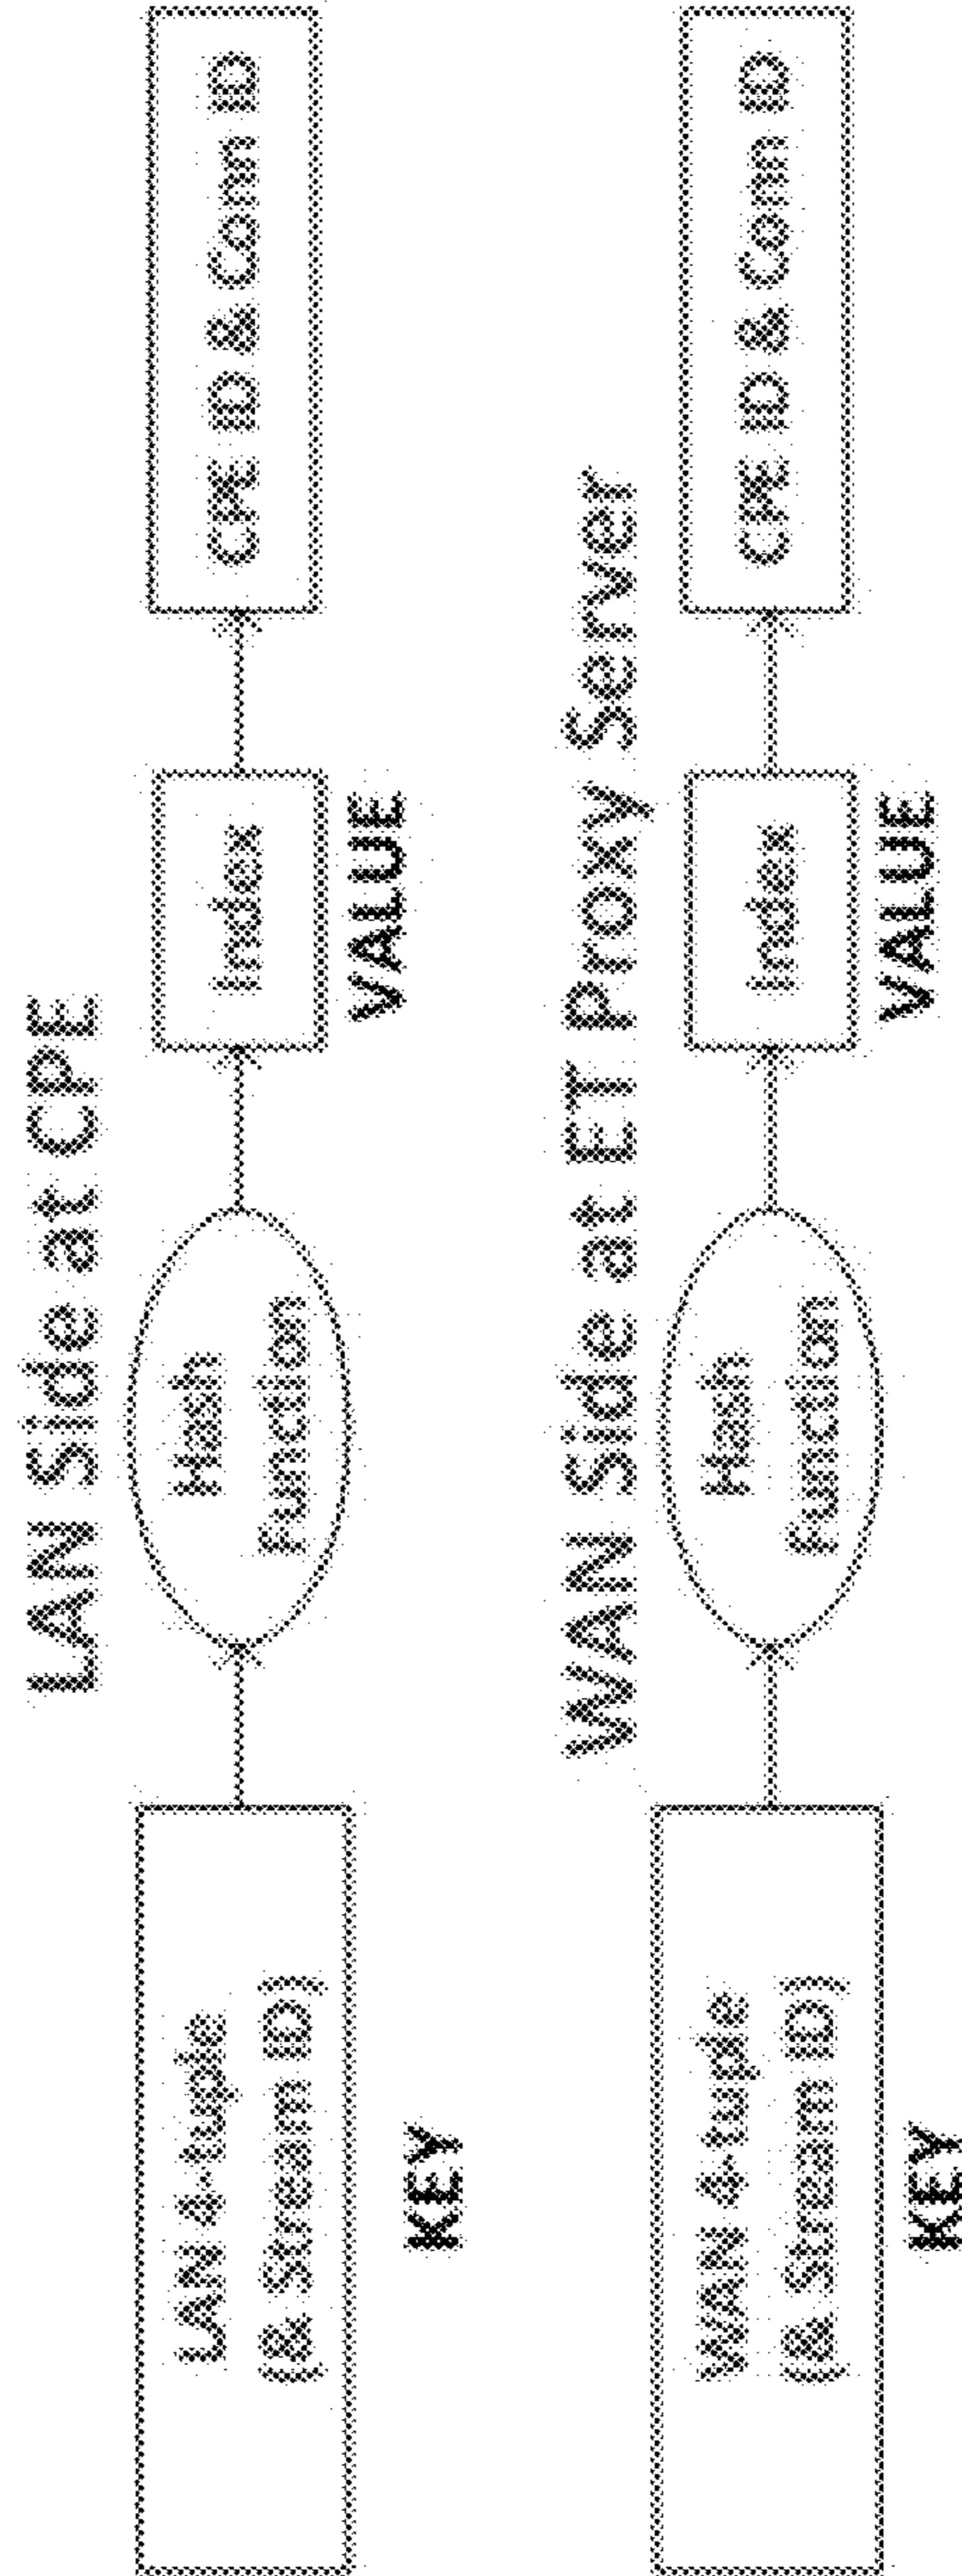 LAN Side at CPE
LAN 4-tuple
(& Stream ID)
KEY
Hash
Function
Index
VALUE
CPE ID & Conn ID
WAN Side at ET Proxy Server
WAN 4-tuple
(& Stream ID)
KEY
Hash
Function
Index
VALUE
CPE ID & Conn ID